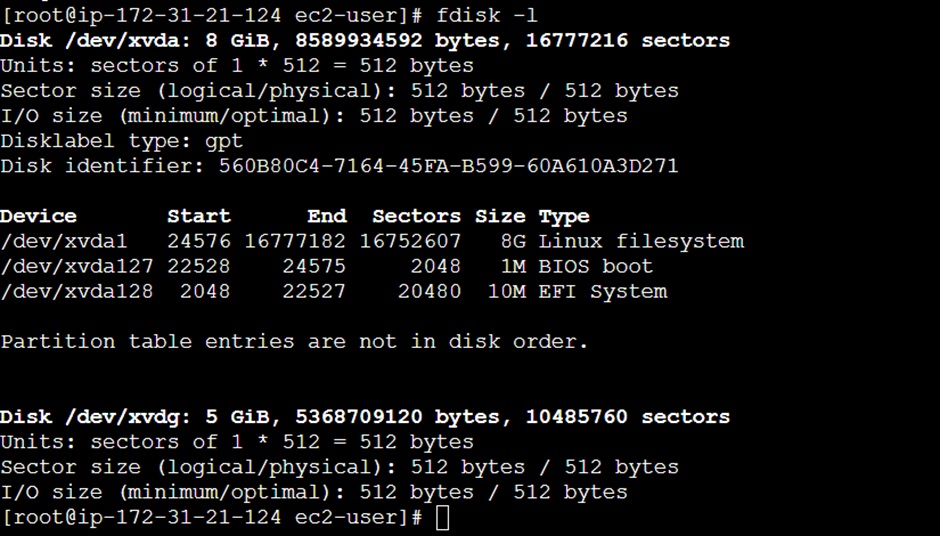 [root@ip-172-31-21-124 ec2-user]# fdisk -l
Disk /dev/xvda: 8 GiB, 8589934592 bytes, 16777216 sectors
Units: sectors of 1 * 512 = 512 bytes
Sector size (logical/physical): 512 bytes / 512 bytes
I/O size (minimum/optimal): 512 bytes / 512 bytes
Disklabel type: gpt
Disk identifier: 560B80C4-7164-45FA-B599-60A610A3D271

Device       Start      End  Sectors Size Type
/dev/xvda1   24576 16777182 16752607   8G Linux filesystem
/dev/xvda127 22528    24575     2048   1M BIOS boot
/dev/xvda128  2048    22527    20480  10M EFI System

Partition table entries are not in disk order.

Disk /dev/xvdg: 5 GiB, 5368709120 bytes, 10485760 sectors
Units: sectors of 1 * 512 = 512 bytes
Sector size (logical/physical): 512 bytes / 512 bytes
I/O size (minimum/optimal): 512 bytes / 512 bytes
[root@ip-172-31-21-124 ec2-user]#